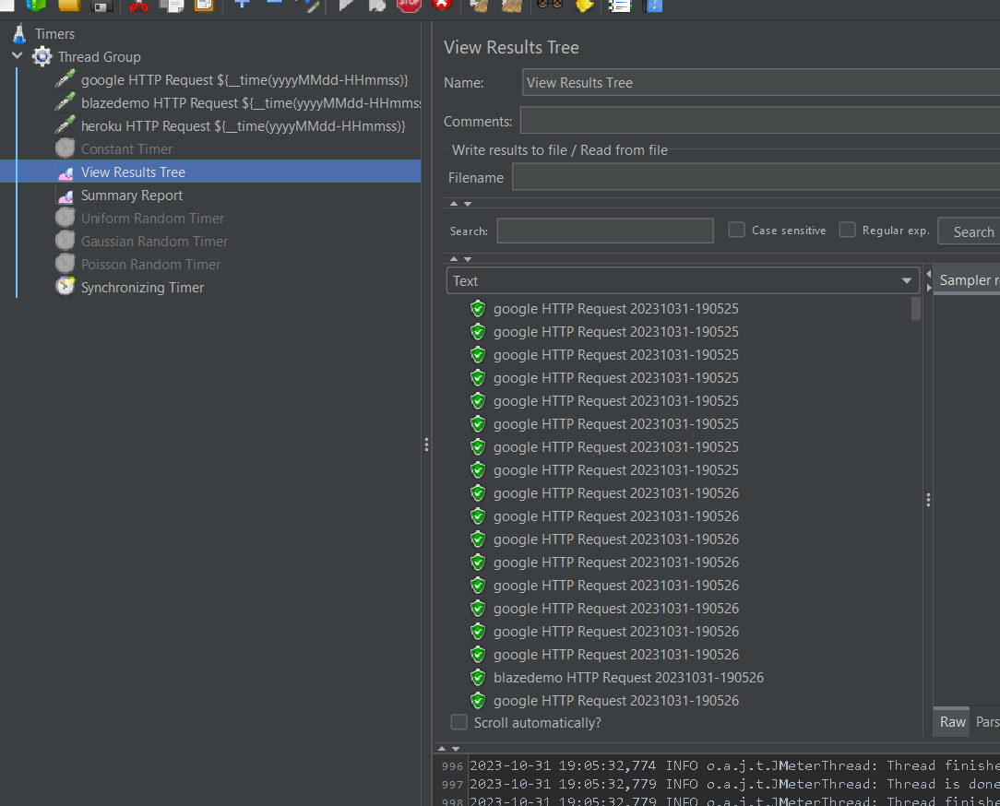 STOP
Timers
Thread Group
google HTTP Request ${__time(yyyyMMdd-HHmmss)}
blazedemo HTTP Request ${__time(yyyyMMdd-HHmmss
heroku HTTP Request ${__time(yyyyMMdd-HHmmss)}
Constant Timer
View Results Tree
Summary Report
Uniform Random Timer
Gaussian Random Timer
Poisson Random Timer
Synchronizing Timer
View Results Tree
Name: View Results Tree
Comments:
Write results to file / Read from file
Filename
Search: Case sensitive Regular exp. Search
Text
Sampler r
google HTTP Request 20231031-190525
google HTTP Request 20231031-190525
google HTTP Request 20231031-190525
google HTTP Request 20231031-190525
google HTTP Request 20231031-190525
google HTTP Request 20231031-190525
google HTTP Request 20231031-190525
google HTTP Request 20231031-190525
google HTTP Request 20231031-190526
google HTTP Request 20231031-190526
google HTTP Request 20231031-190526
google HTTP Request 20231031-190526
google HTTP Request 20231031-190526
google HTTP Request 20231031-190526
google HTTP Request 20231031-190526
google HTTP Request 20231031-190526
blazedemo HTTP Request 20231031-190526
google HTTP Request 20231031-190526
Scroll automatically?
Raw Pars
996 2023-10-31 19:05:32,774 INFO o.a.j.t.JMeterThread: Thread finishe
997 2023-10-31 19:05:32,779 INFO o.a.j.t.JMeterThread: Thread is done
998 2023-10-31 19:05:32,779 INFO o.a.j.t.JMeterThread: Thread finishe